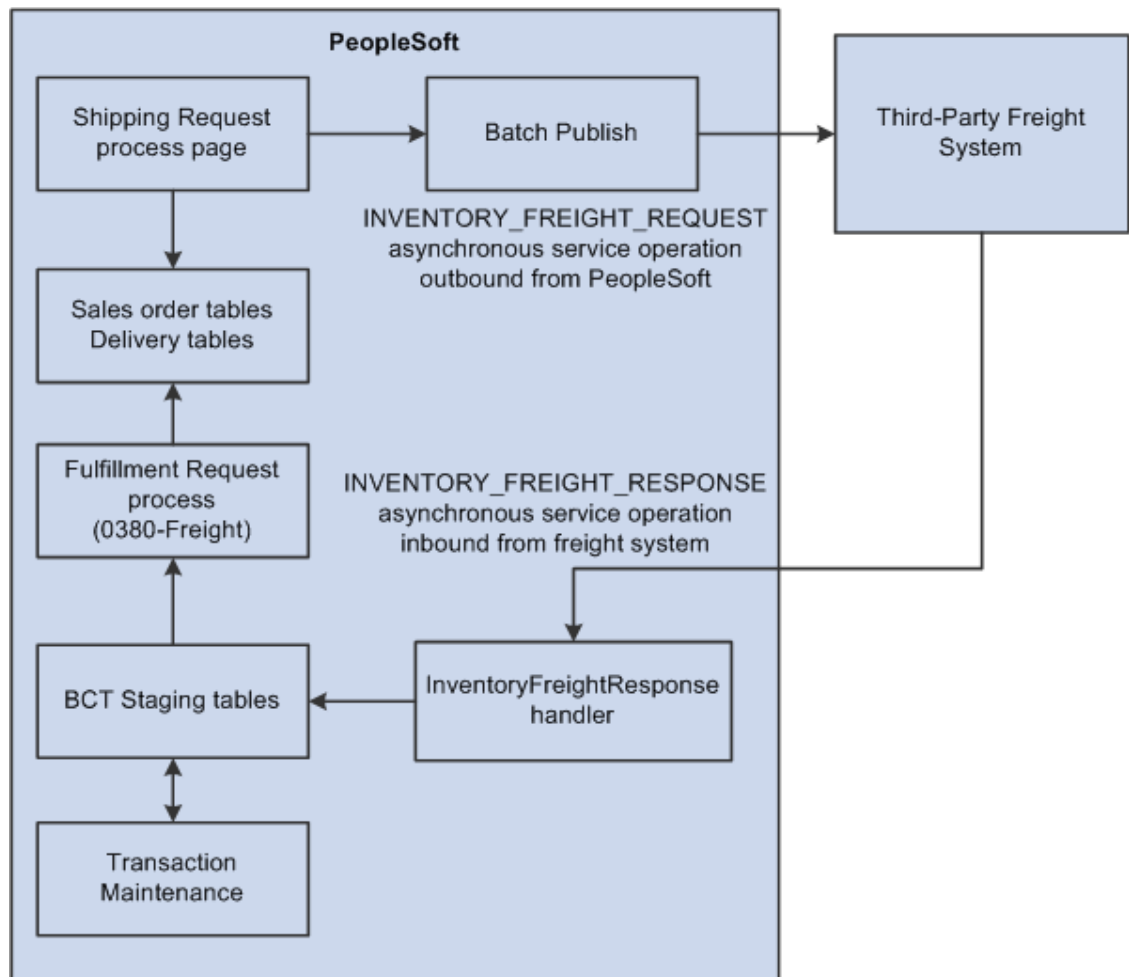 PeopleSoft
Shipping Request
process page
Batch Publish
Third-Party Freight
System
INVENTORY_FREIGHT_REQUEST
asynchronous service operation
outbound from PeopleSoft
Sales order tables
Delivery tables
Fulfillment Request
process
(0380-Freight)
INVENTORY_FREIGHT_RESPONSE
asynchronous service operation
inbound from freight system
BCT Staging tables
InventoryFreightResponse
handler
Transaction
Maintenance